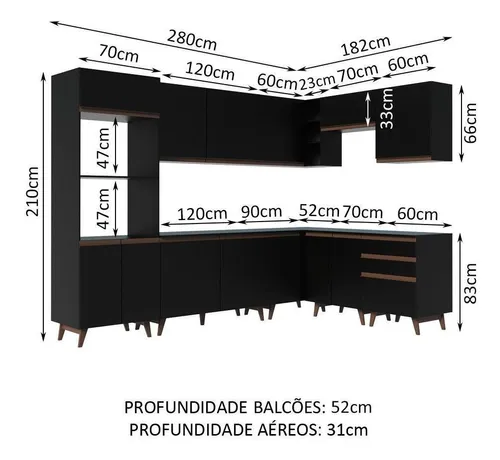 280cm
182cm
70cm
120cm
60cm
23cm
70cm
60cm
33cm
66cm
47cm
210cm
47cm
120cm
90cm
52cm
70cm
60cm
83cm
PROFUNDIDADE BALCÕES: 52cm
PROFUNDIDADE AÉREOS: 31cm